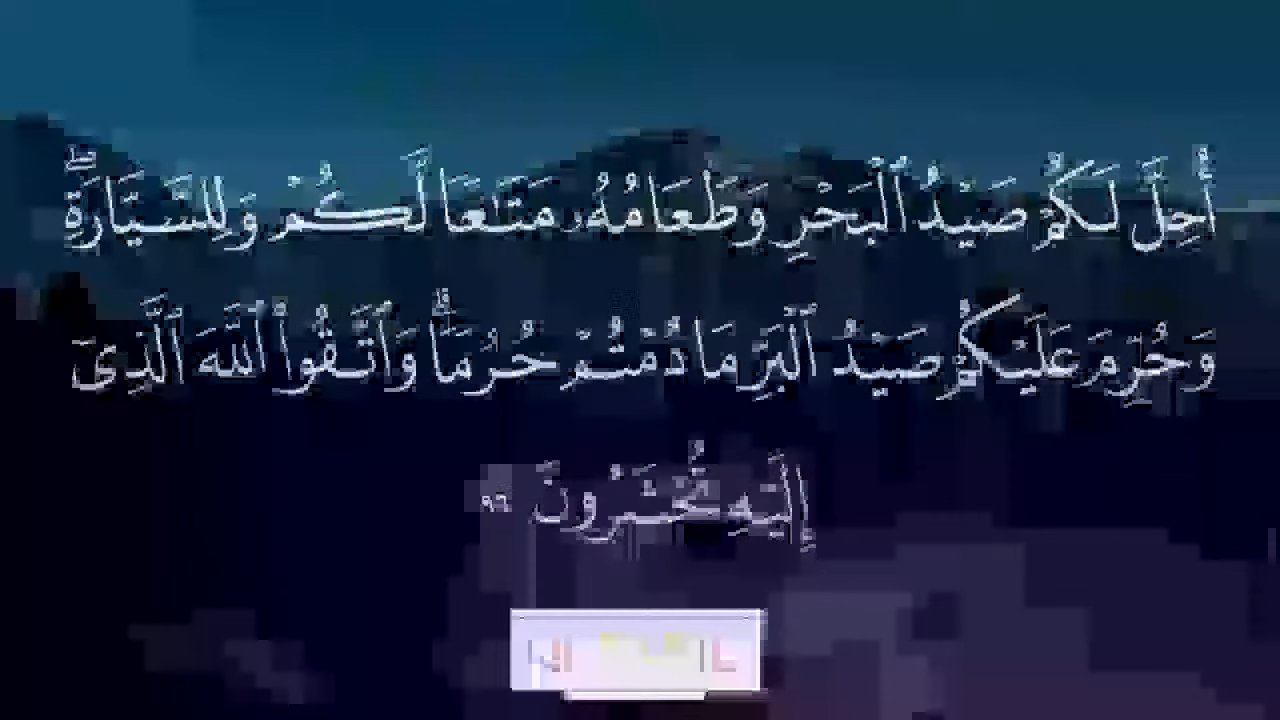 أُحِلَّ لَكُمْ صَيْدُ ٱلْبَحْرِ وَطَعَامُهُۥ مَتَـٰعًا لَّكُمْ وَلِلسَّيَّارَةِ ۖ
وَحُرِّمَ عَلَيْكُمْ صَيْدُ ٱلْبَرِّ مَا دُمْتُمْ حُرُمًا ۗ وَٱتَّقُوا۟ ٱللَّهَ ٱلَّذِىٓ
إِلَيْهِ تُحْشَرُونَ ٩٦